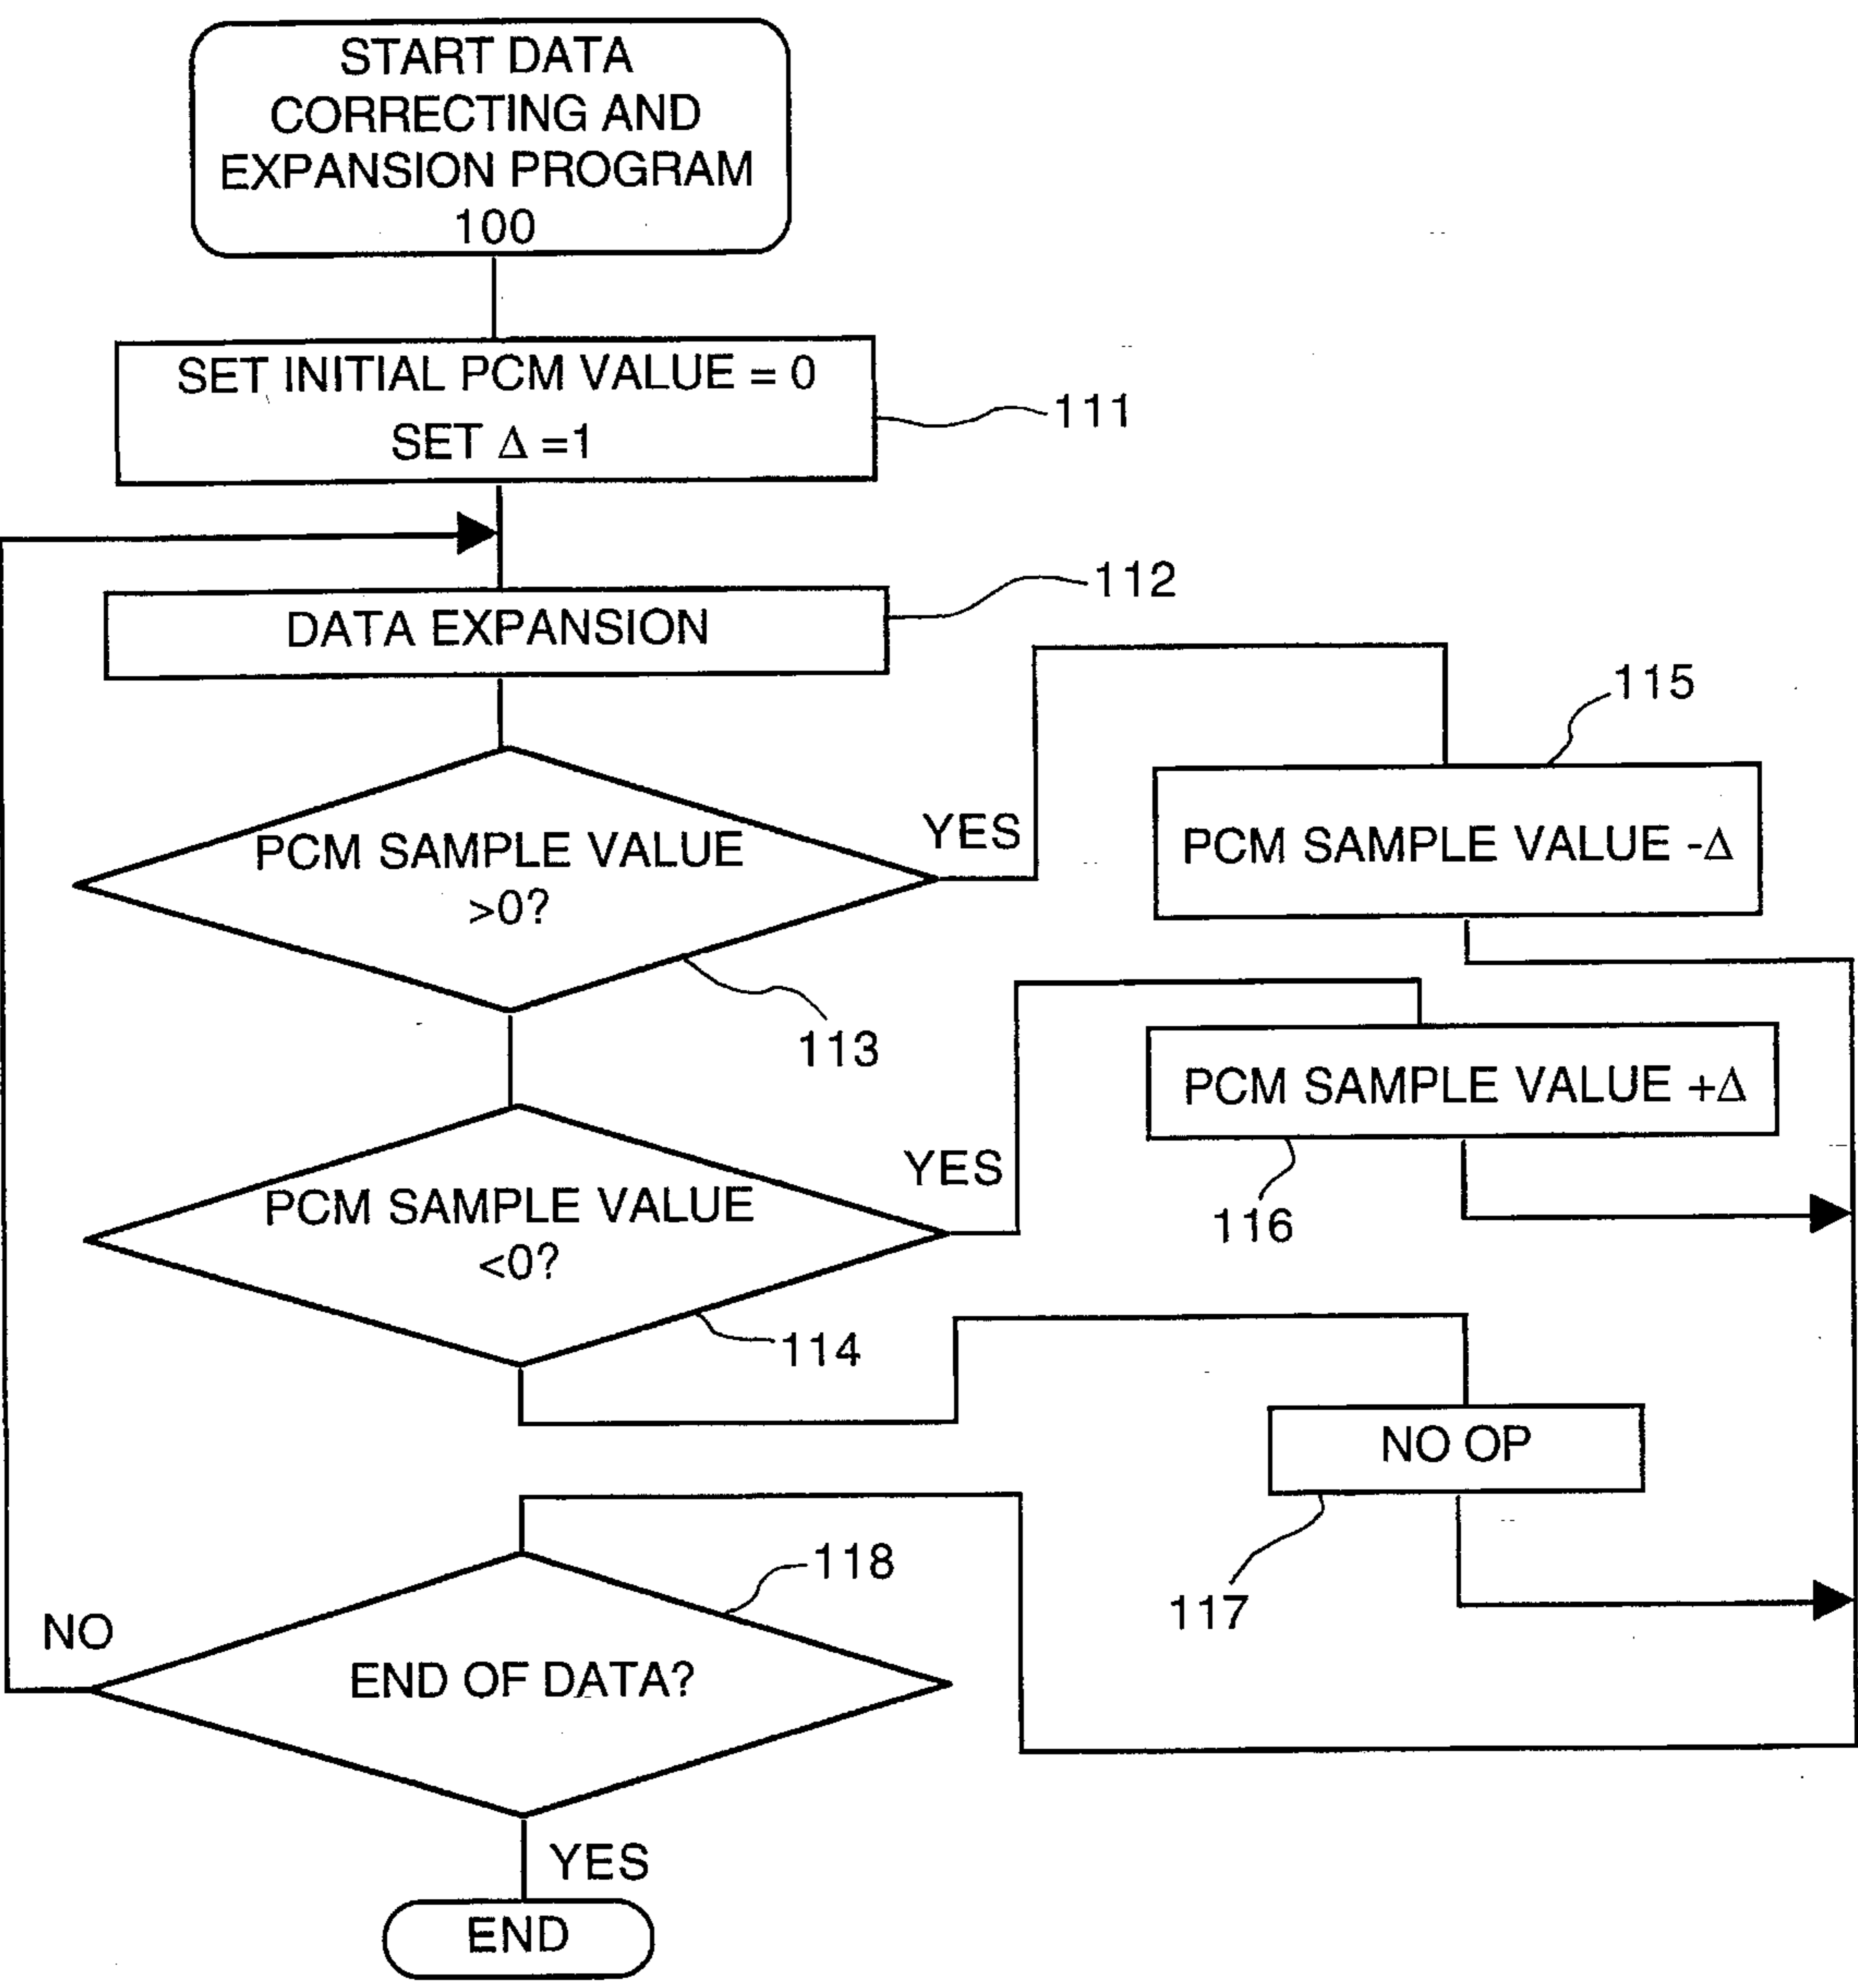 START DATA
CORRECTING AND
EXPANSION PROGRAM
100
SET INITIAL PCM VALUE = 0
SET Δ =1
111
112
DATA EXPANSION
115
YES
PCM SAMPLE VALUE
>0?
PCM SAMPLE VALUE -Δ
113
PCM SAMPLE VALUE +Δ
YES
116
PCM SAMPLE VALUE
<0?
114
NO OP
117
118
NO
END OF DATA?
YES
END